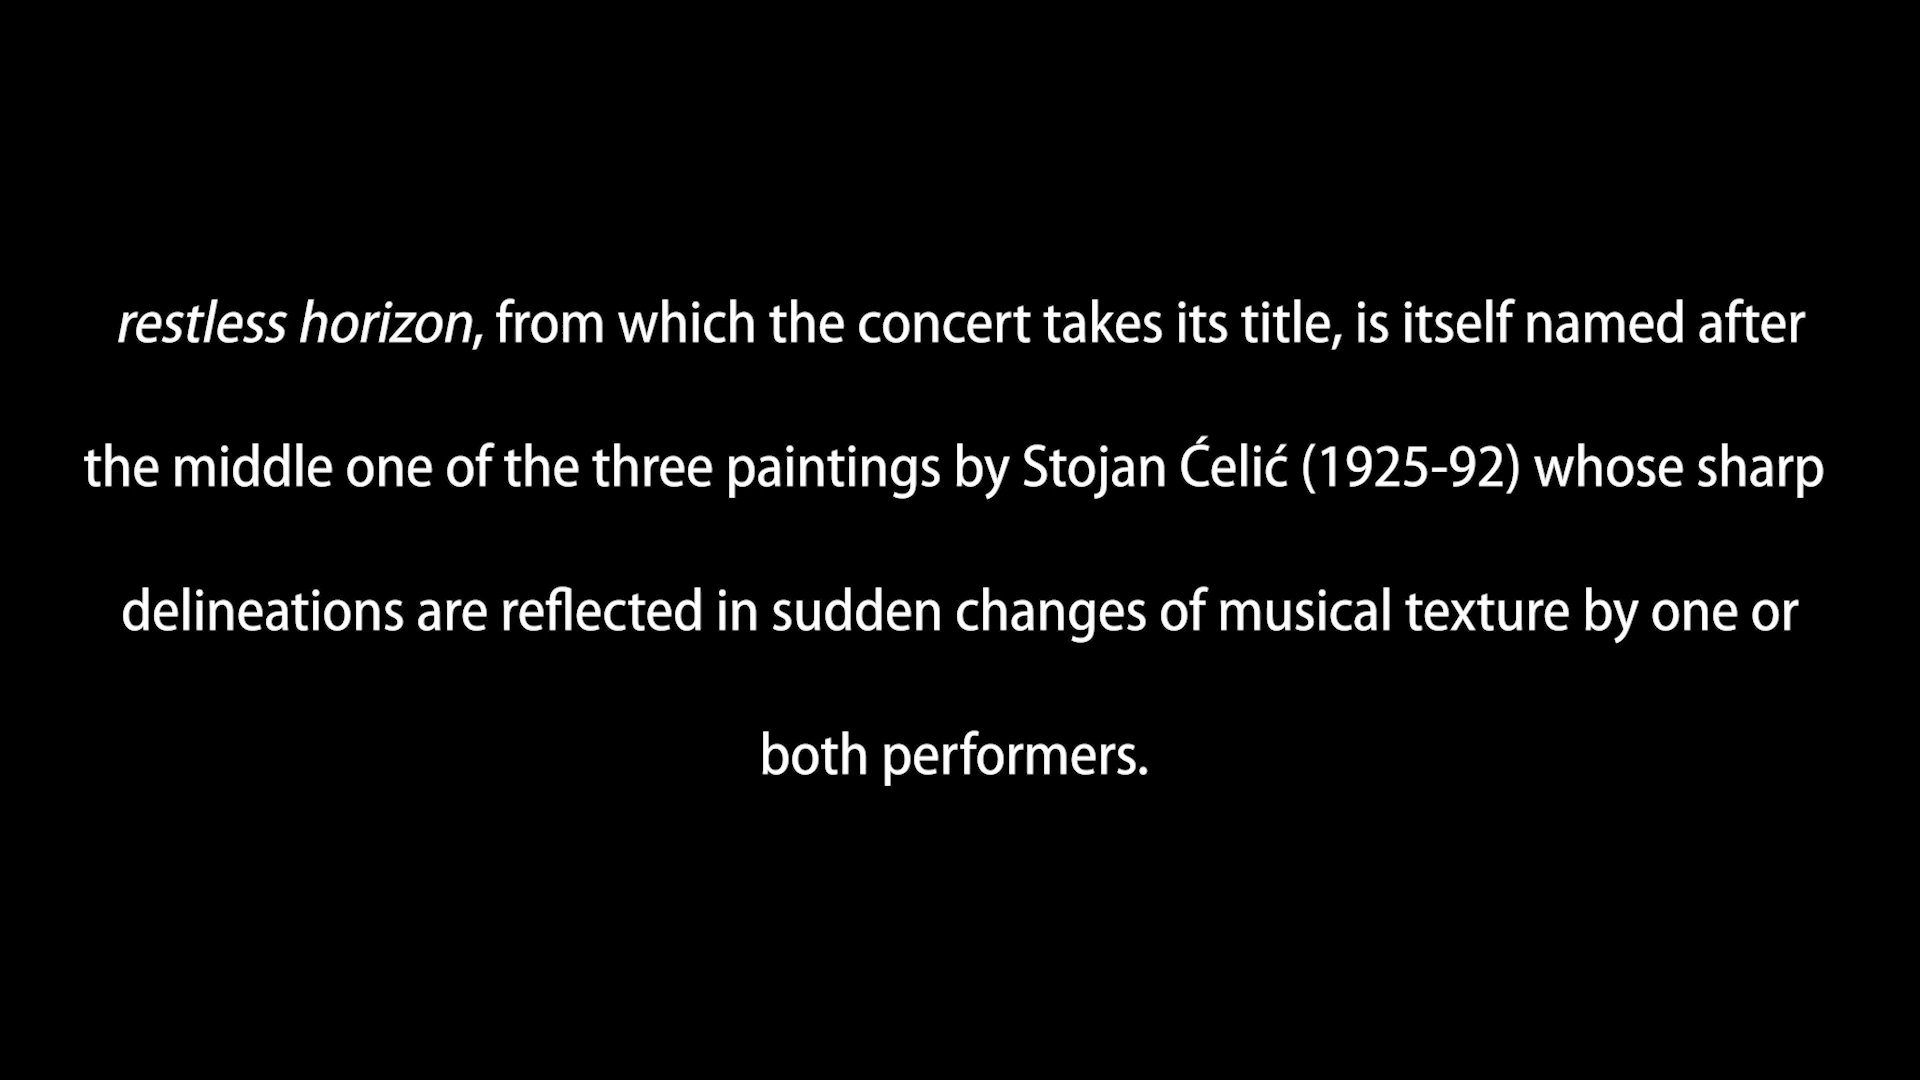 restless horizon, from which the concert takes its title, is itself named after
the middle one of the three paintings by Stojan Ćelić (1925-92) whose sharp
delineations are reflected in sudden changes of musical texture by one or
both performers.